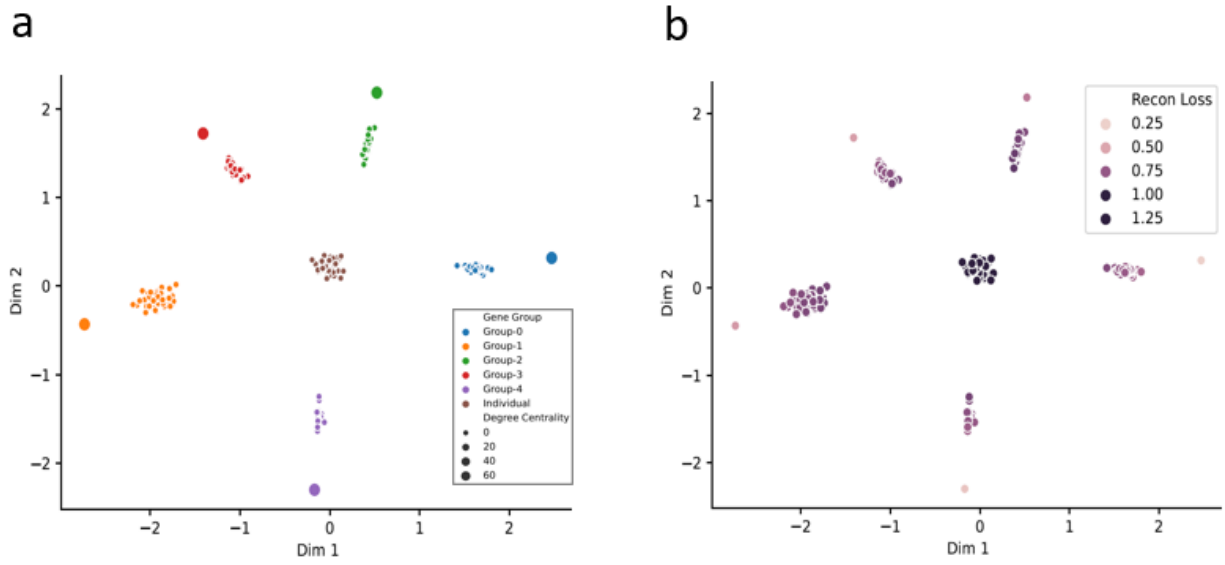 a
2
1
0
−1
−2
Dim 2
−2
−1
0
1
2
Dim 1
Gene Group
Group-0
Group-1
Group-2
Group-3
Group-4
Individual
Degree Centrality
0
20
40
60
b
2
1
0
−1
−2
Dim 2
−2
−1
0
1
2
Dim 1
Recon Loss
0.25
0.50
0.75
1.00
1.25